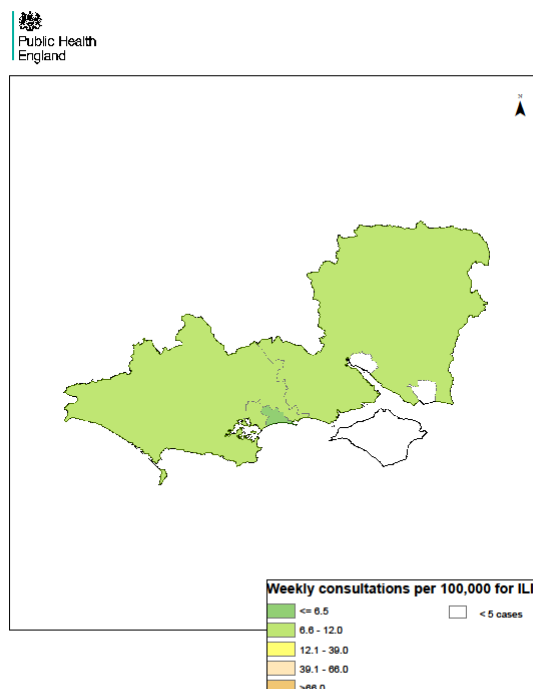 Public Health
England
N
Weekly consultations per 100,000 for ILI
<= 6.5
< 5 cases
6.6 - 12.0
12.1 - 39.0
39.1 - 66.0
>66.0